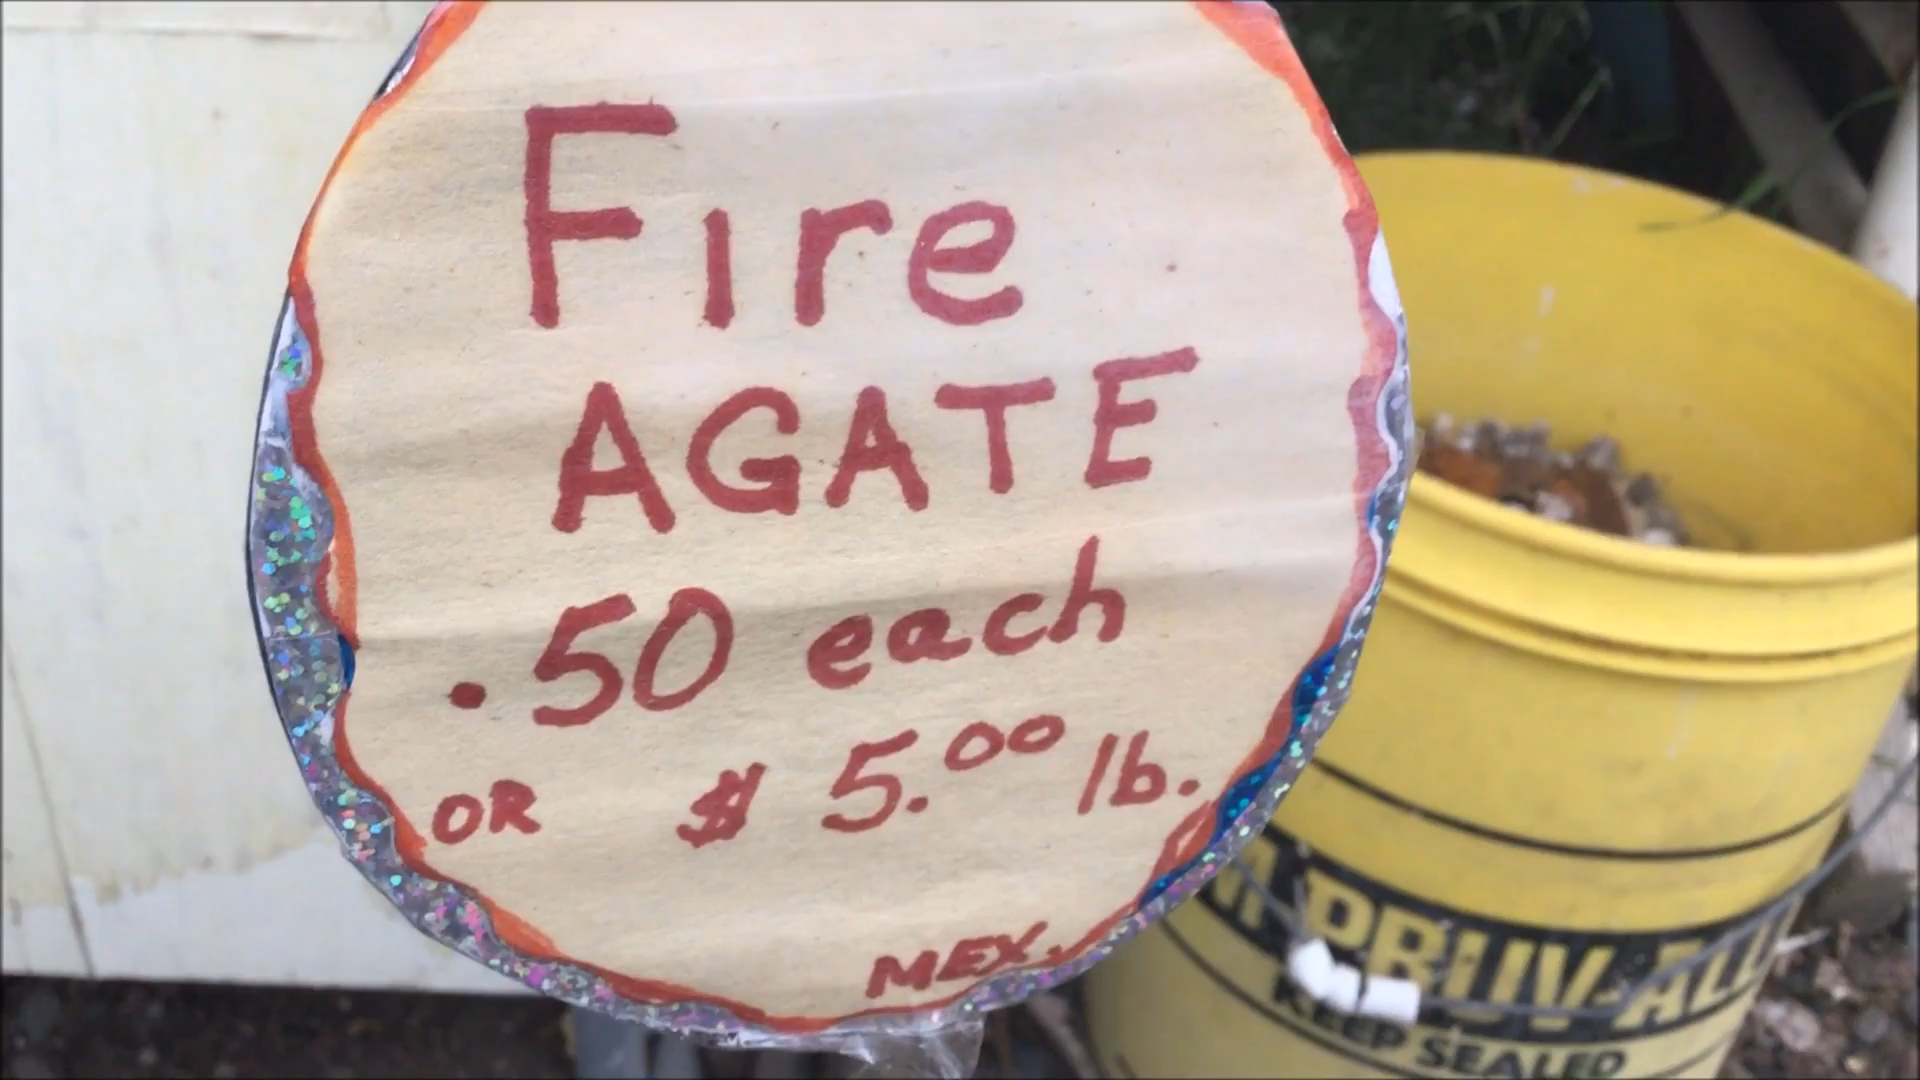 Fire
AGATE
.50 each
OR $5.00 lb.
MEX.
KEEP SEALED